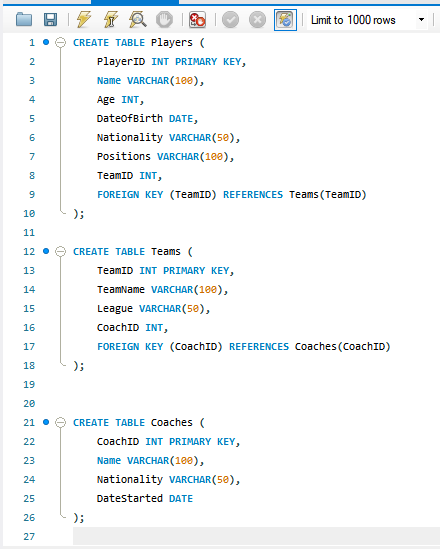 Limit to 1000 rows
1 CREATE TABLE Players (
2 PlayerID INT PRIMARY KEY,
3 Name VARCHAR(100),
4 Age INT,
5 DateOfBirth DATE,
6 Nationality VARCHAR(50),
7 Positions VARCHAR(100),
8 TeamID INT,
9 FOREIGN KEY (TeamID) REFERENCES Teams(TeamID)
10 );
11
12 CREATE TABLE Teams (
13 TeamID INT PRIMARY KEY,
14 TeamName VARCHAR(100),
15 League VARCHAR(50),
16 CoachID INT,
17 FOREIGN KEY (CoachID) REFERENCES Coaches(CoachID)
18 );
19
20
21 CREATE TABLE Coaches (
22 CoachID INT PRIMARY KEY,
23 Name VARCHAR(100),
24 Nationality VARCHAR(50),
25 DateStarted DATE
26 );
27